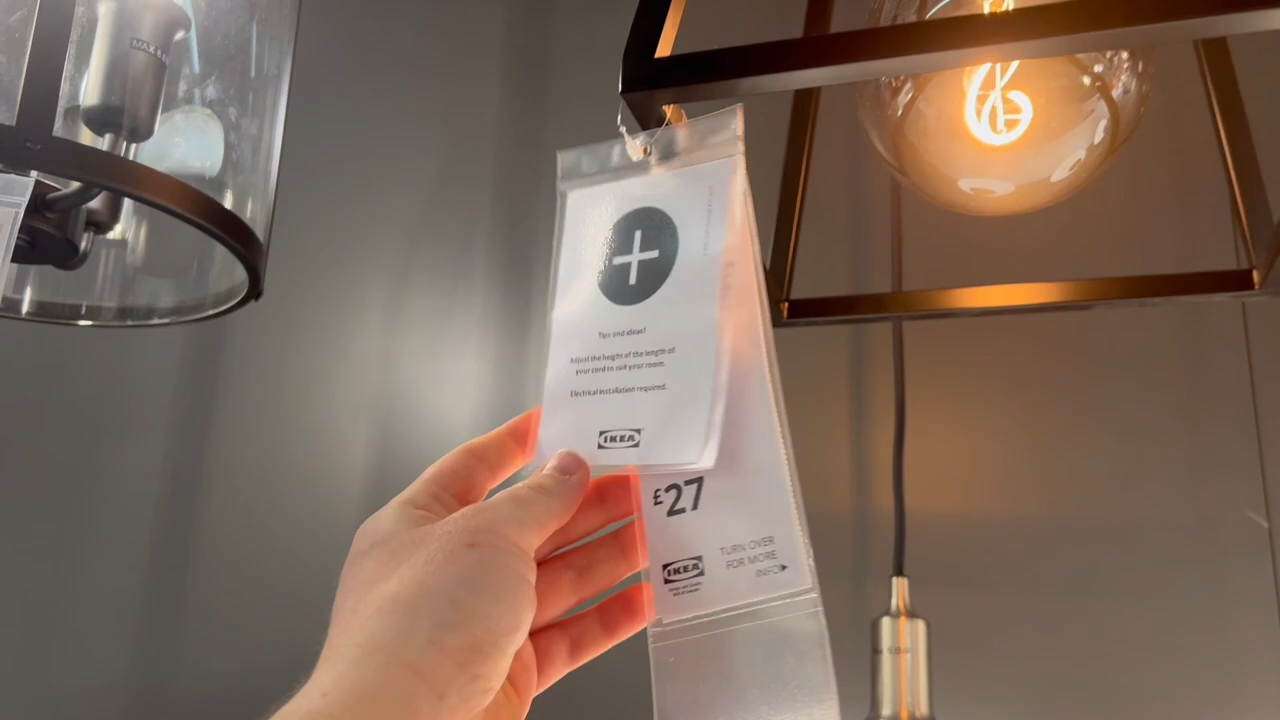 MAX
Tips and ideas!
Adjust the height of the length of
your cord to suit your room.
Electrical installation required.
IKEA
£27
IKEA
TURN OVER
FOR MORE
INFO